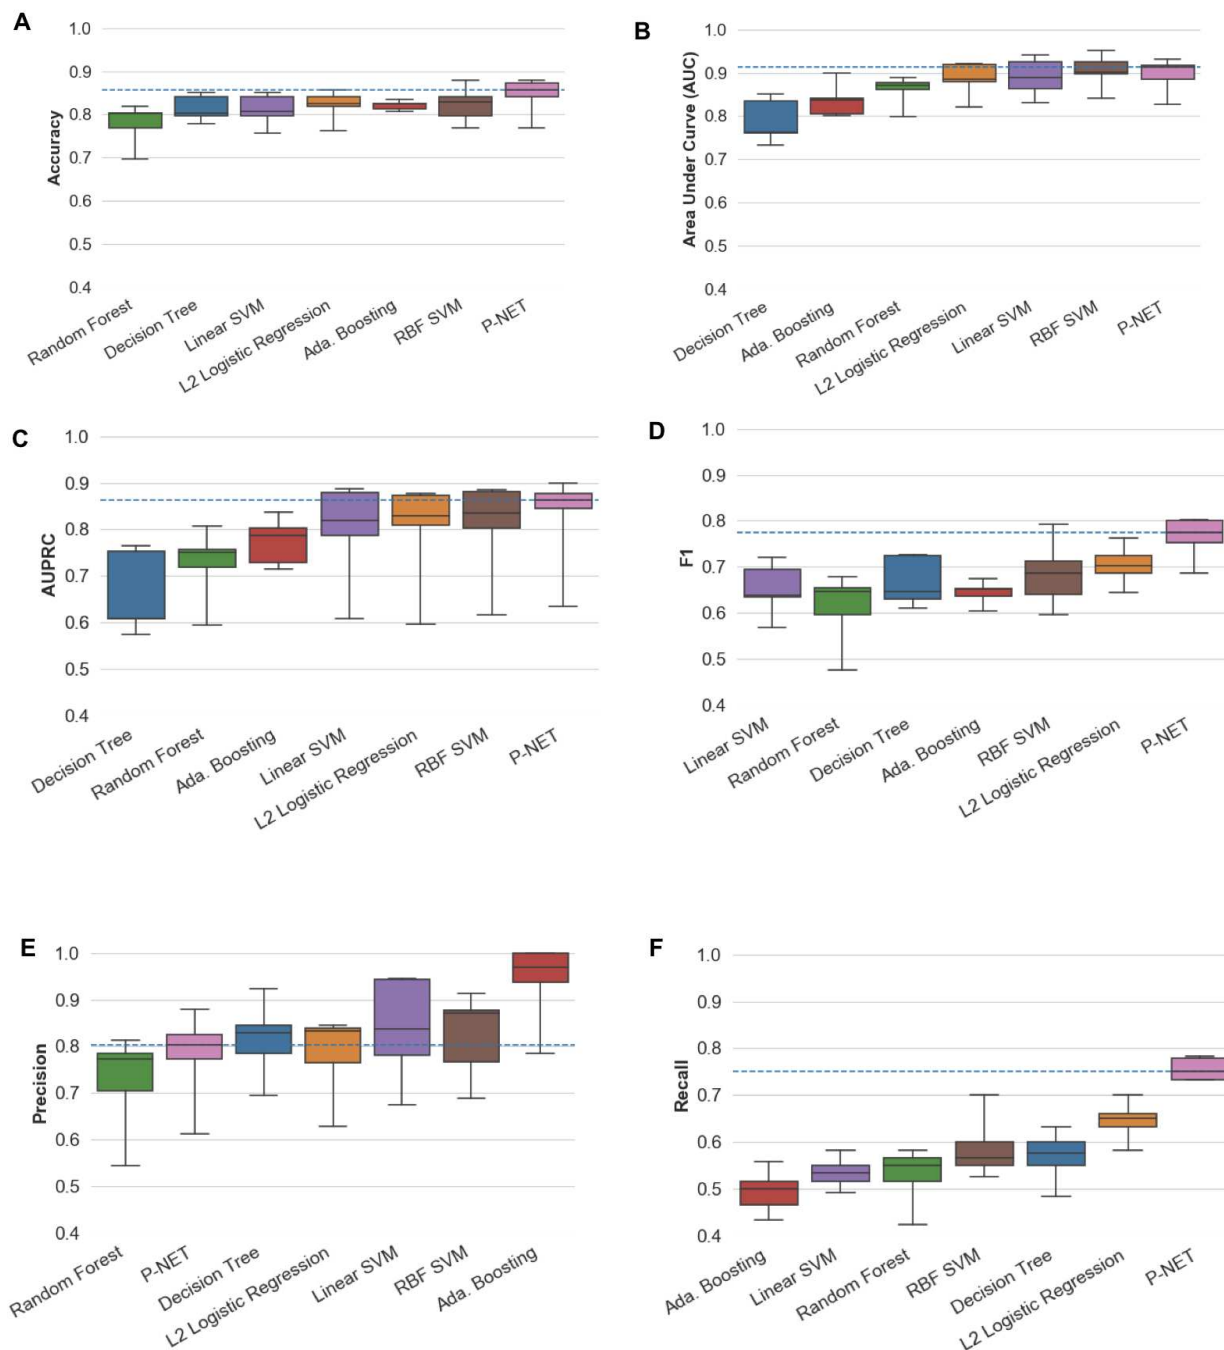 A
Accuracy
1.0
0.9
0.8
0.7
0.6
0.5
0.4
Random Forest
Decision Tree
Linear SVM
L2 Logistic Regression
Ada. Boosting
RBF SVM
P-NET
B
Area Under Curve (AUC)
1.0
0.9
0.8
0.7
0.6
0.5
0.4
Decision Tree
Ada. Boosting
Random Forest
L2 Logistic Regression
Linear SVM
RBF SVM
P-NET
C
AUPRC
1.0
0.9
0.8
0.7
0.6
0.5
0.4
Decision Tree
Random Forest
Ada. Boosting
Linear SVM
L2 Logistic Regression
RBF SVM
P-NET
D
F1
1.0
0.9
0.8
0.7
0.6
0.5
0.4
Linear SVM
Random Forest
Decision Tree
Ada. Boosting
RBF SVM
L2 Logistic Regression
P-NET
E
Precision
1.0
0.9
0.8
0.7
0.6
0.5
0.4
Random Forest
P-NET
Decision Tree
L2 Logistic Regression
Linear SVM
RBF SVM
Ada. Boosting
F
Recall
1.0
0.9
0.8
0.7
0.6
0.5
0.4
Ada. Boosting
Linear SVM
Random Forest
RBF SVM
Decision Tree
L2 Logistic Regression
P-NET